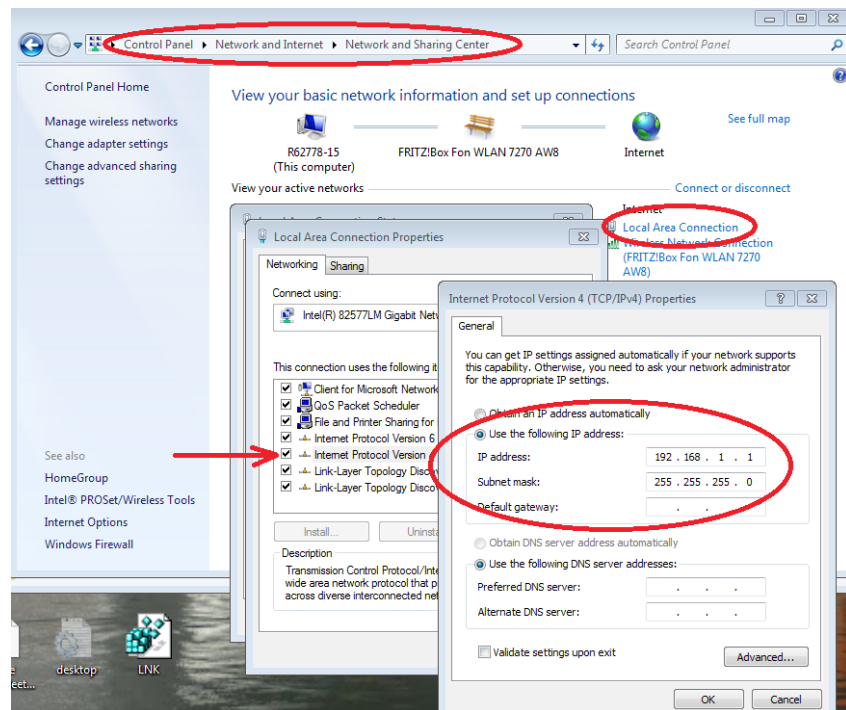 Control Panel
Network and Internet
Network and Sharing Center
Search Control Panel
Control Panel Home
Manage wireless networks
Change adapter settings
Change advanced sharing
settings
See also
HomeGroup
Intel® PROSet/Wireless Tools
Internet Options
Windows Firewall
View your basic network information and set up connections
See full map
R62778-15
(This computer)
FRITZ!Box Fon WLAN 7270 AW8
Internet
View your active networks
Connect or disconnect
Internet
Local Area Connection
Wireless Network Connection
(FRITZ!Box Fon WLAN 7270
AW8)
Local Area Connection Properties
Networking
Sharing
Connect using:
Intel(R) 82577LM Gigabit Netw
This connection uses the following it
Client for Microsoft Network
QoS Packet Scheduler
File and Printer Sharing for
Internet Protocol Version 6
Internet Protocol Version
Link-Layer Topology Discov
Link-Layer Topology Discov
Install...
Uninsta
Description
Transmission Control Protocol/Inte
wide area network protocol that p
across diverse interconnected net
Internet Protocol Version 4 (TCP/IPv4) Properties
General
You can get IP settings assigned automatically if your network supports
this capability. Otherwise, you need to ask your network administrator
for the appropriate IP settings.
Obtain an IP address automatically
Use the following IP address:
IP address:
192 . 168 . 1 . 1
Subnet mask:
255 . 255 . 255 . 0
Default gateway:
. . .
Obtain DNS server address automatically
Use the following DNS server addresses:
Preferred DNS server:
. . .
Alternate DNS server:
. . .
Validate settings upon exit
Advanced...
OK
Cancel
desktop
LNK
eet...